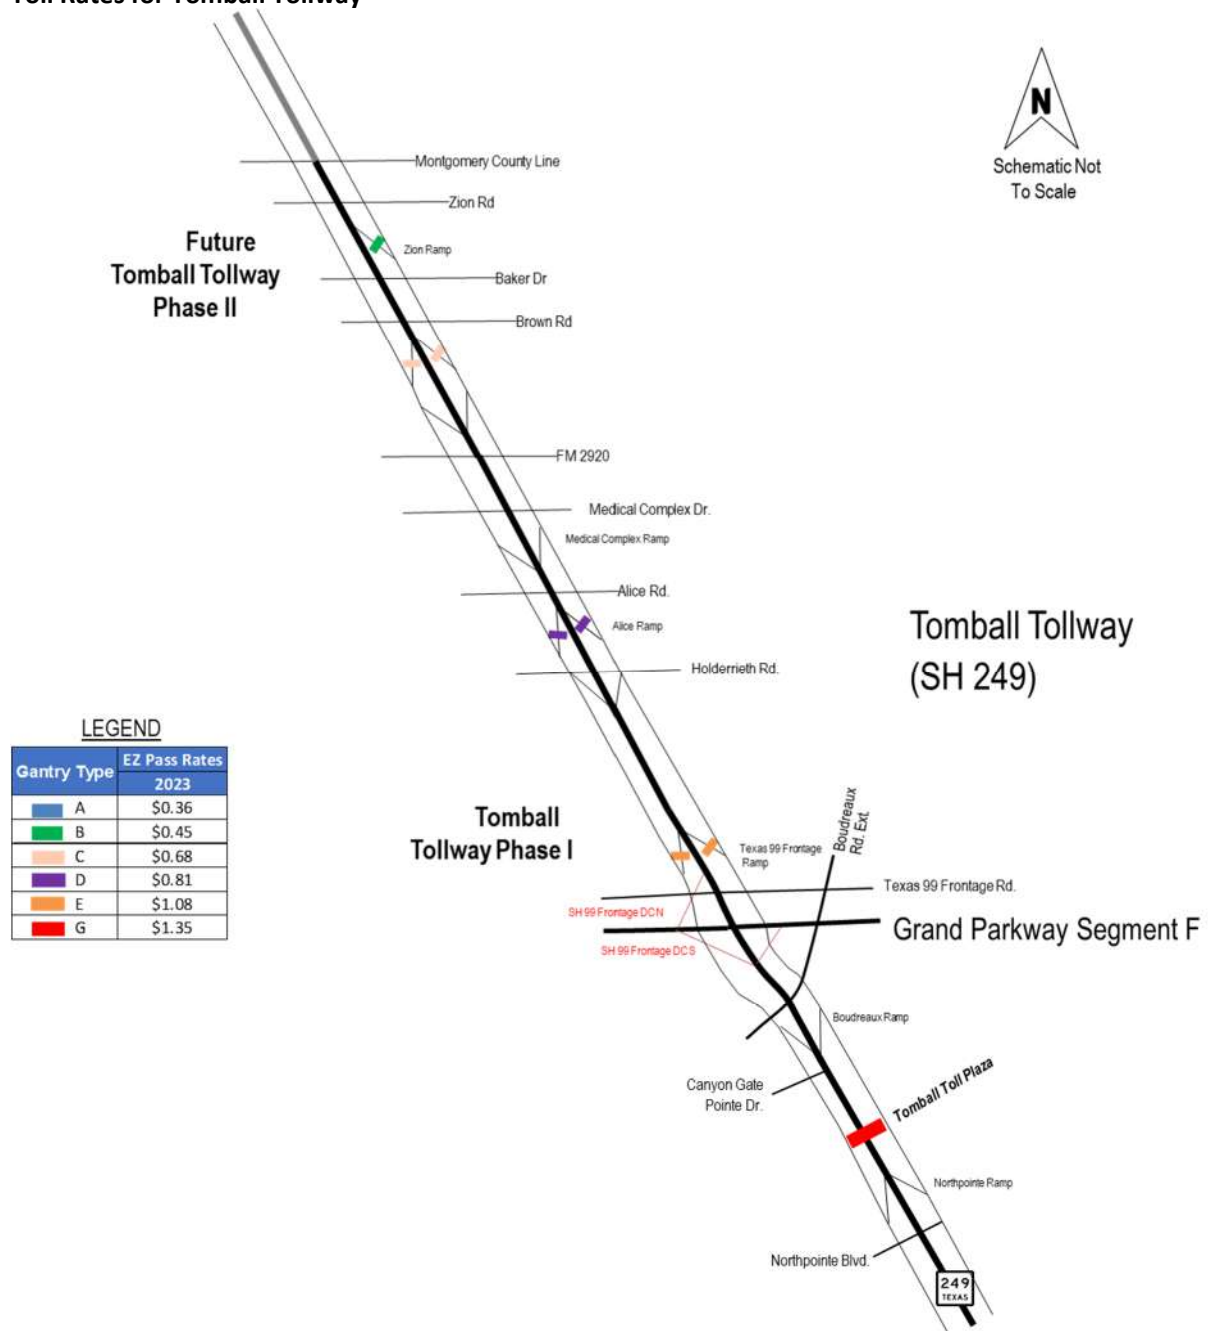 Toll Rates for Tomball Tollway
N
Schematic Not
To Scale
Montgomery County Line
Zion Rd
Future
Tomball Tollway
Phase II
Zion Ramp
Baker Dr
Brown Rd
FM 2920
Medical Complex Dr.
Medical Complex Ramp
Alice Rd.
Alice Ramp
Tomball Tollway
(SH 249)
Holderrieth Rd.
LEGEND
Gantry Type
EZ Pass Rates
2023
A $0.36
B $0.45
C $0.68
D $0.81
E $1.08
G $1.35
Tomball
Tollway Phase I
Boudreaux
Rd. Ext.
Texas 99 Frontage
Ramp
Texas 99 Frontage Rd.
SH 99 Frontage DCN
Grand Parkway Segment F
SH 99 Frontage DCS
Boudreaux Ramp
Canyon Gate
Pointe Dr.
Tomball Toll Plaza
Northpointe Ramp
Northpointe Blvd.
249
TEXAS